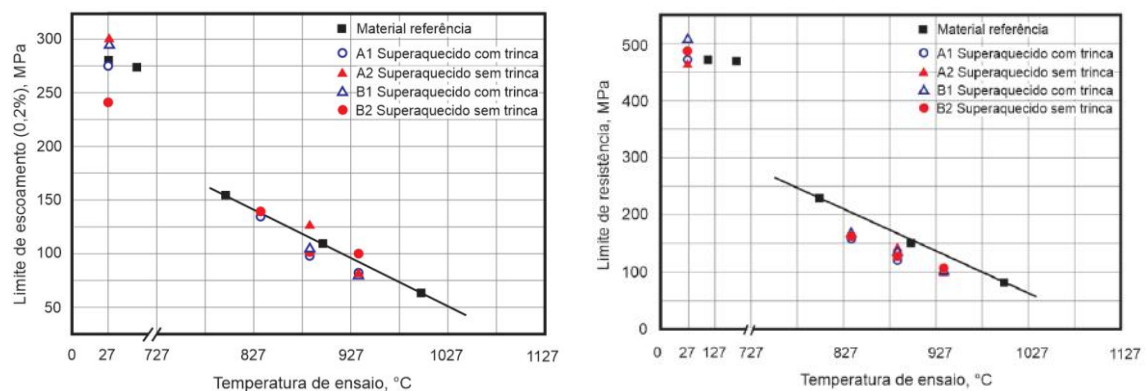 Limite de escoamento (0,2%), MPa
300
250
200
150
100
50
0
27
727
827
927
1027
1127
Temperatura de ensaio, °C
Material referência
A1 Superaquecido com trinca
A2 Superaquecido sem trinca
B1 Superaquecido com trinca
B2 Superaquecido sem trinca
Limite de resistência, MPa
500
400
300
200
100
0
0
27
127
727
827
927
1027
1127
Temperatura de ensaio, °C
Material referência
A1 Superaquecido com trinca
A2 Superaquecido sem trinca
B1 Superaquecido com trinca
B2 Superaquecido sem trinca